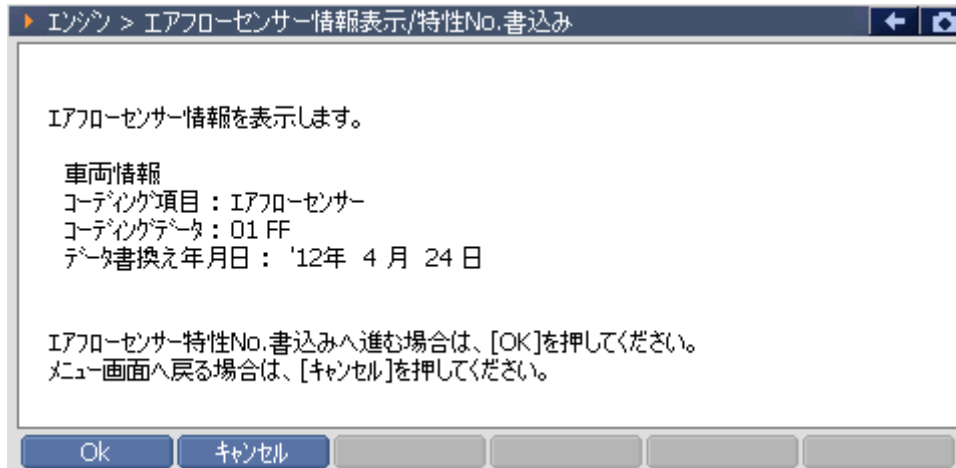 ｴﾝｼﾞﾝ > ｴｱﾌﾛｰｾﾝｻｰ情報表示/特性No.書込み
ｴｱﾌﾛｰｾﾝｻｰ情報を表示します。
車両情報
ｺｰﾃﾞｨﾝｸﾞ項目 : ｴｱﾌﾛｰｾﾝｻｰ
ｺｰﾃﾞｨﾝｸﾞﾃﾞｰﾀ : 01 FF
ﾃﾞｰﾀ書換え年月日 : '12年 4 月 24 日
ｴｱﾌﾛｰｾﾝｻｰ特性No.書込みへ進む場合は、[OK]を押してください。
ﾒﾆｭｰ画面へ戻る場合は、[ｷｬﾝｾﾙ]を押してください。
Ok ｷｬﾝｾﾙ